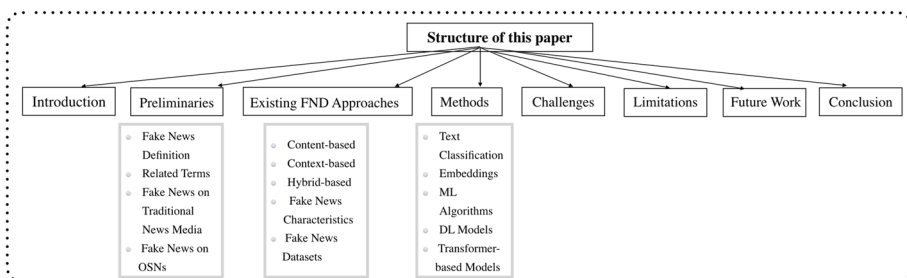 Structure of this paper
Introduction
Preliminaries
Existing FND Approaches
Methods
Challenges
Limitations
Future Work
Conclusion
Fake News
Definition
Related Terms
Fake News on
Traditional
News Media
Fake News on
OSNs
Content-based
Context-based
Hybrid-based
Fake News
Characteristics
Fake News
Datasets
Text
Classification
Embeddings
ML
Algorithms
DL Models
Transformer-
based Models